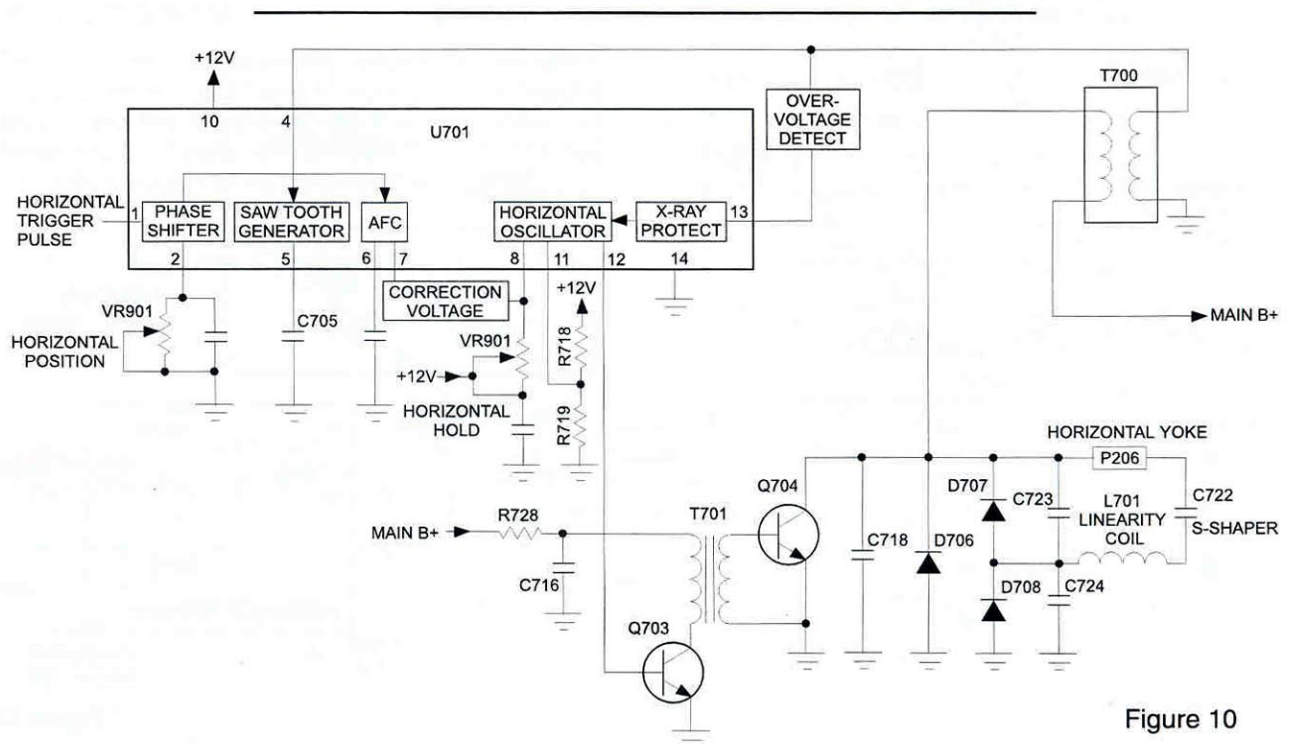 +12V
T700
10
4
U701
OVER-
VOLTAGE
DETECT
HORIZONTAL
TRIGGER
PULSE
1
PHASE
SHIFTER
SAW TOOTH
GENERATOR
AFC
HORIZONTAL
OSCILLATOR
X-RAY
PROTECT
13
2
5
6
7
8
11
12
14
CORRECTION
VOLTAGE
+12V
VR901
HORIZONTAL
POSITION
C705
VR901
R718
+12V
HORIZONTAL
HOLD
R719
MAIN B+
HORIZONTAL YOKE
P206
MAIN B+
R728
C716
T701
Q704
C718
D706
D707
C723
L701
LINEARITY
COIL
C722
S-SHAPER
D708
C724
Q703
Figure 10